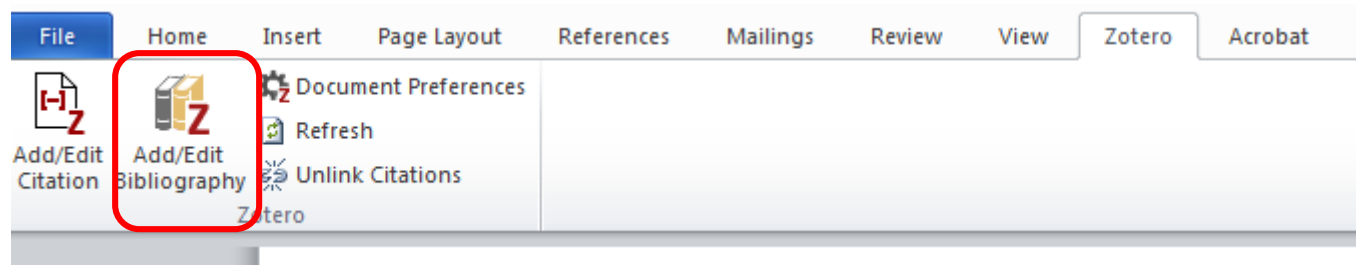 File Home Insert Page Layout References Mailings Review View Zotero Acrobat
[-] Z
Z
Add/Edit
Citation
Add/Edit
Bibliography
Z Document Preferences
Refresh
Unlink Citations
Zotero